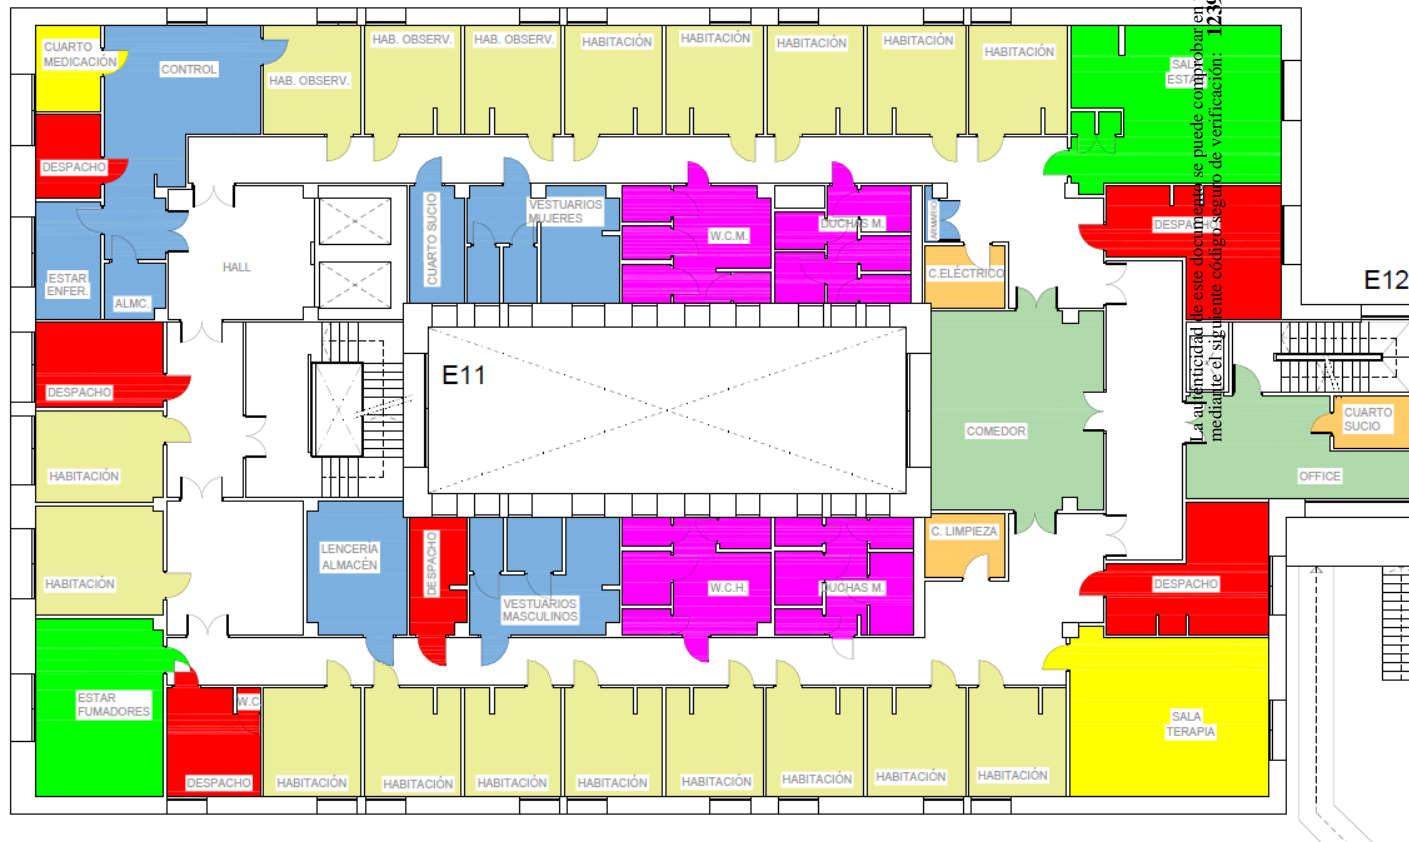 CUARTO
MEDICACIÓN
CONTROL
HAB. OBSERV.
HAB. OBSERV.
HAB. OBSERV.
HABITACIÓN
HABITACIÓN
HABITACIÓN
HABITACIÓN
HABITACIÓN
SALA
ESTAR
La autenticidad de este documento se puede comprobar en
mediante el siguiente código seguro de verificación: 1239
DESPACHO
ESTAR
ENFER.
ALMC.
HALL
CUARTO SUCIO
VESTUARIOS
MUJERES
W.C.M.
DUCHAS M.
ARMARIO
C.ELÉCTRICO
DESPACHO
E12
DESPACHO
E11
COMEDOR
CUARTO
SUCIO
OFFICE
HABITACIÓN
HABITACIÓN
LENCERÍA
ALMACÉN
DESPACHO
VESTUARIOS
MASCULINOS
W.C.H.
DUCHAS M.
C. LIMPIEZA
DESPACHO
ESTAR
FUMADORES
W.C.
DESPACHO
HABITACIÓN
HABITACIÓN
HABITACIÓN
HABITACIÓN
HABITACIÓN
HABITACIÓN
HABITACIÓN
HABITACIÓN
SALA
TERAPIA